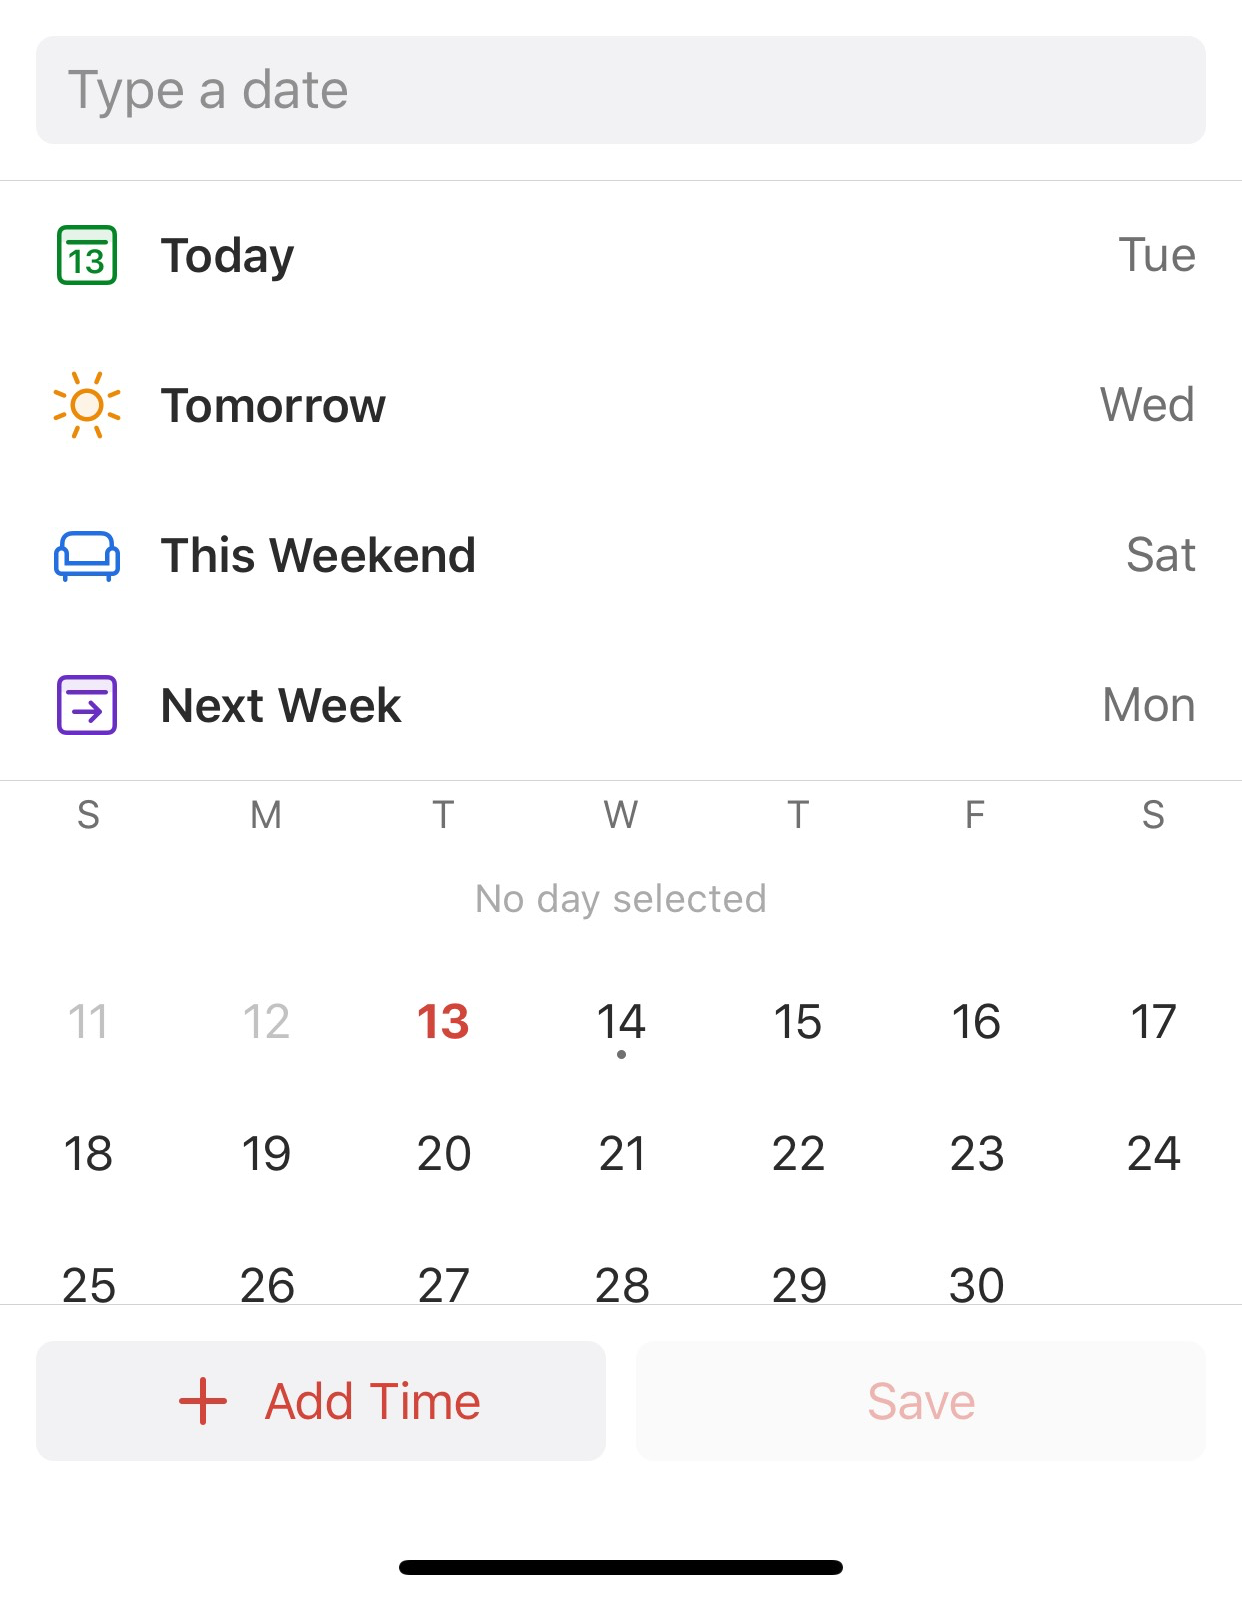 Type a date
13 Today Tue
Tomorrow Wed
This Weekend Sat
Next Week Mon
S M T W T F S
No day selected
11 12 13 14 15 16 17
18 19 20 21 22 23 24
25 26 27 28 29 30
Add Time Save